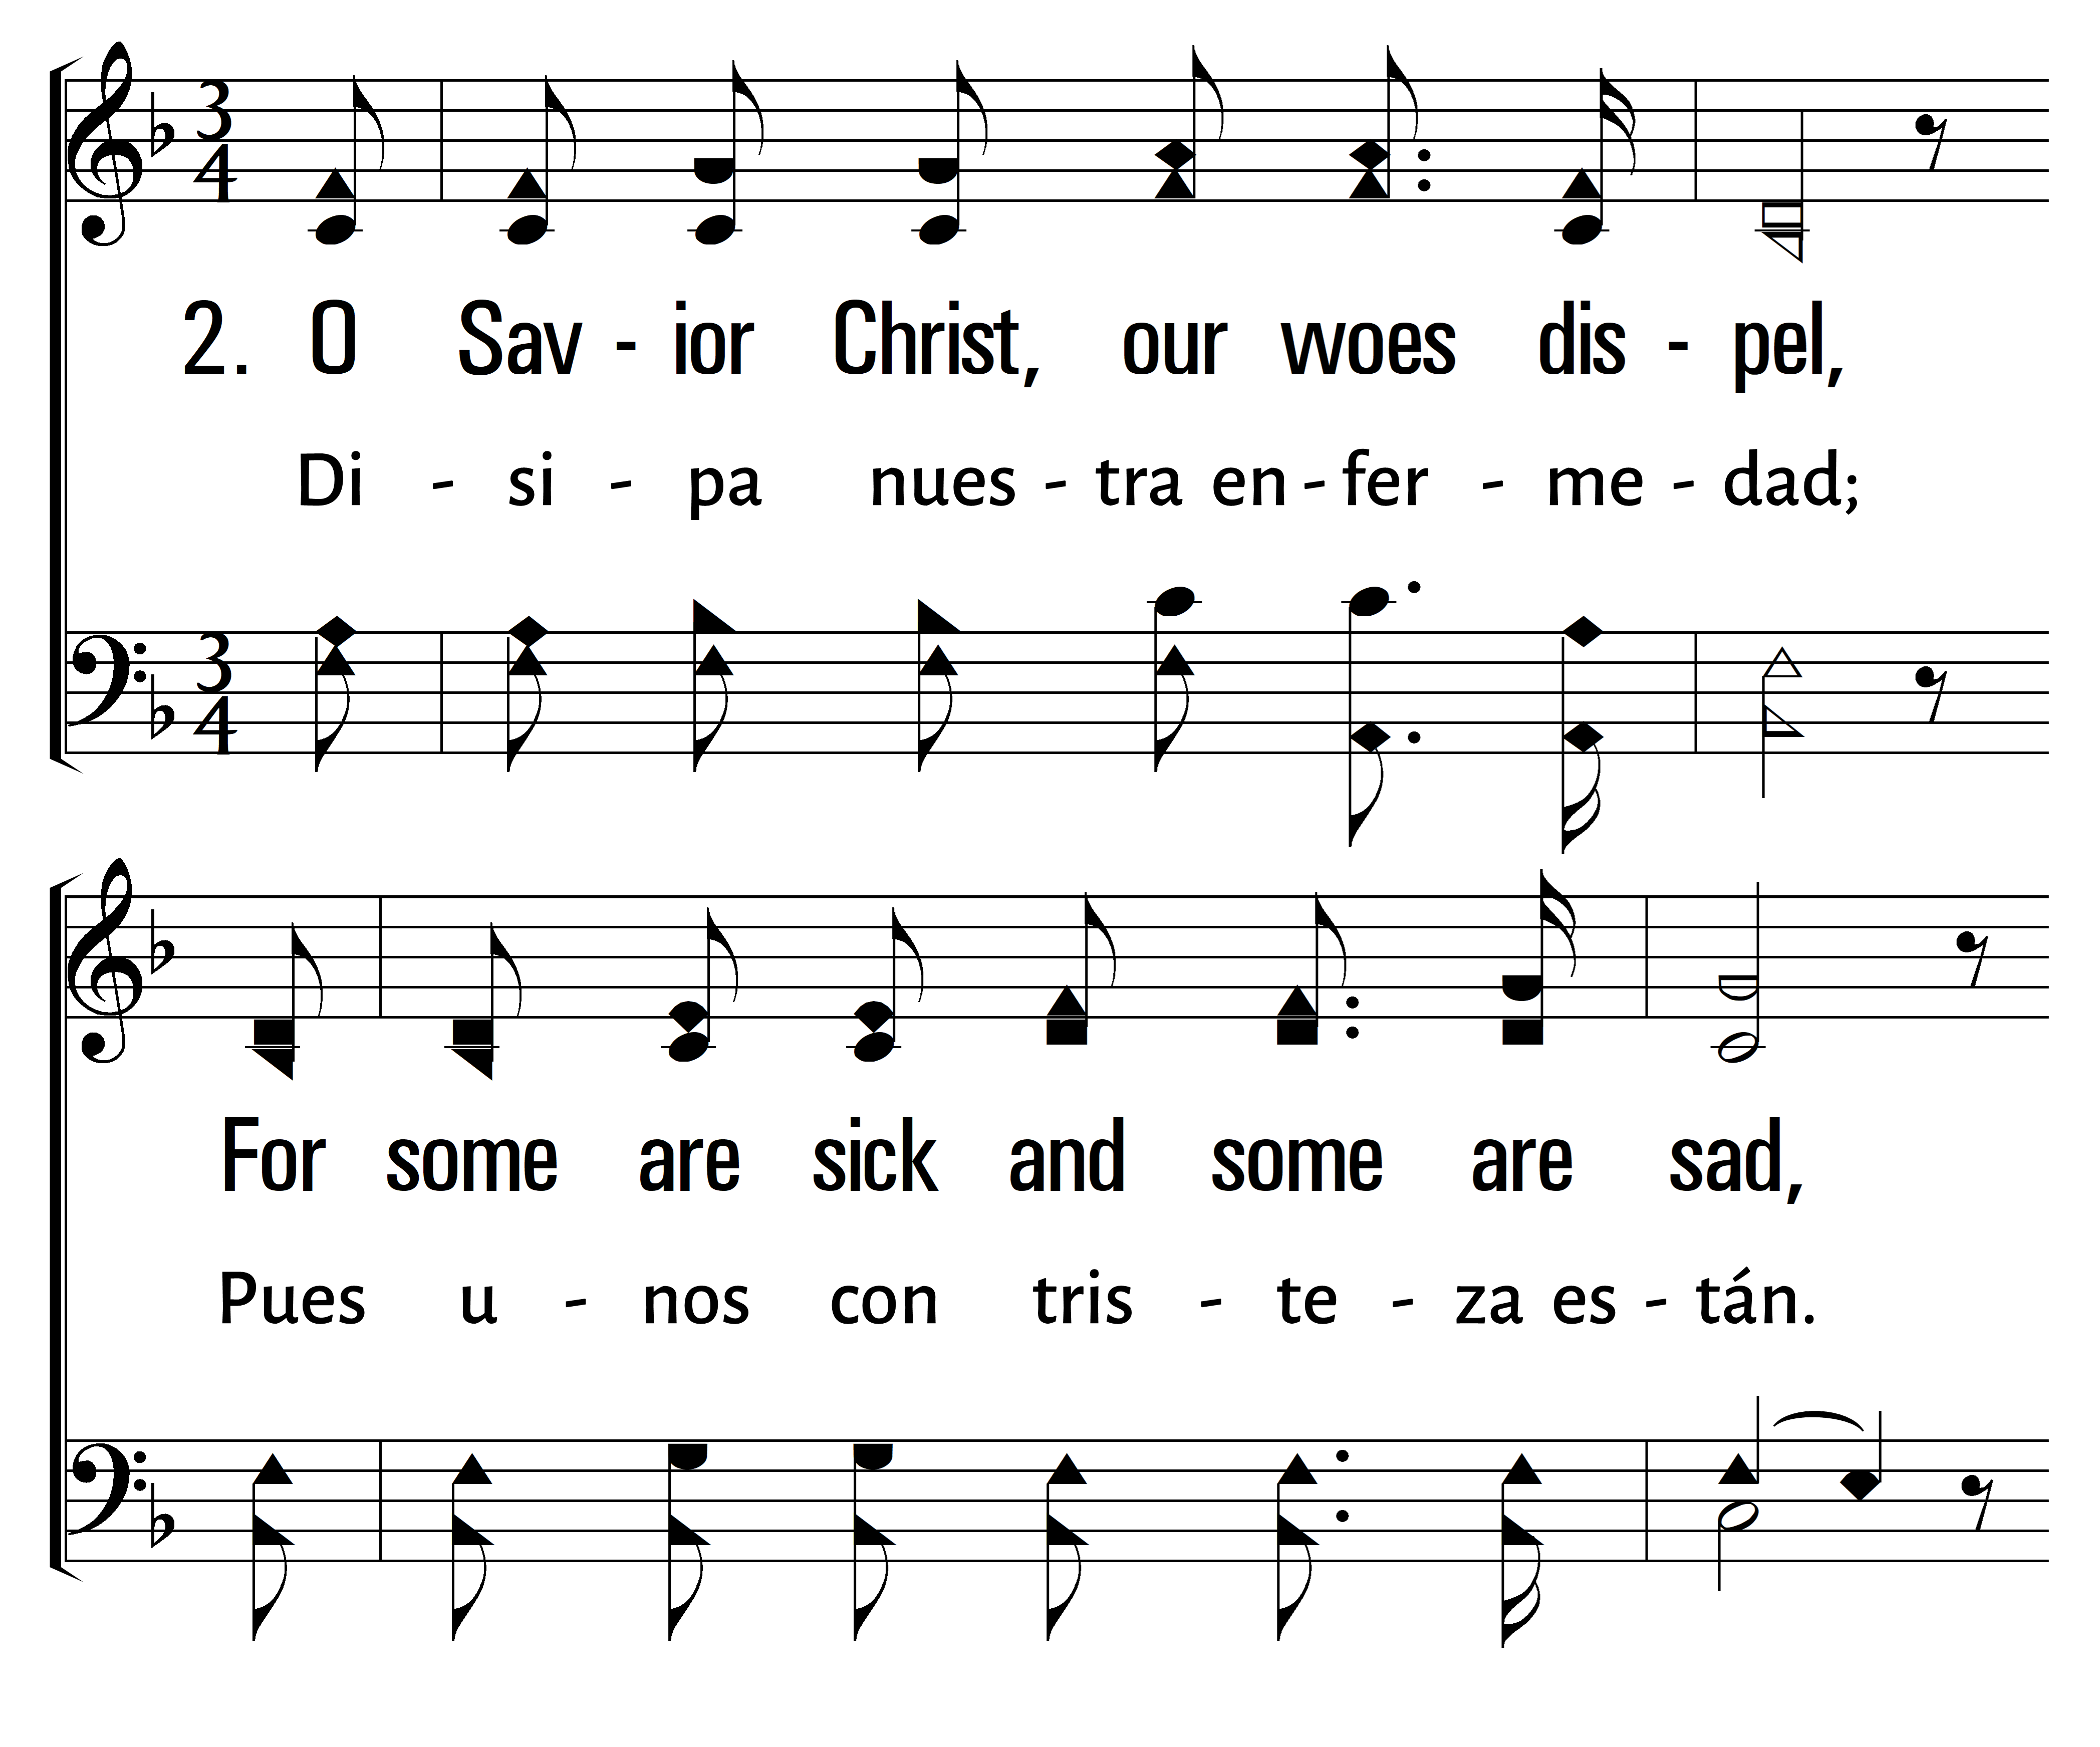 2. O Sav - ior Christ, our woes dis - pel,
Di - si - pa nues - tra en - fer - me - dad;
For some are sick and some are sad,
Pues u - nos con tris - te - za es - tán.